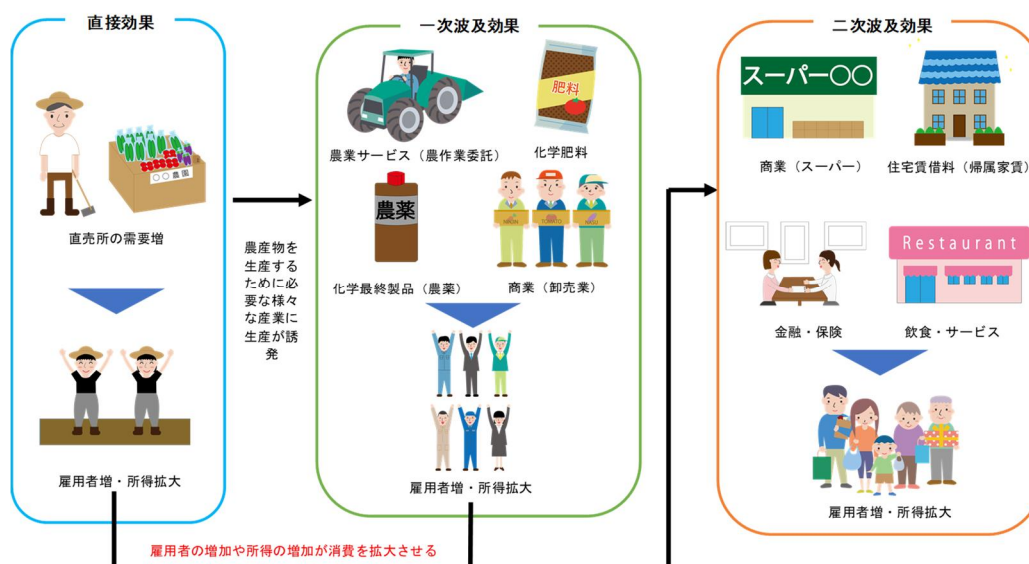 直接効果
○○農園
直売所の需要増
雇用者増・所得拡大
農産物を
生産する
ために必
要な様々
な産業に
生産が誘
発
一次波及効果
農業サービス（農作業委託）
肥料
化学肥料
農薬
化学最終製品（農薬）
NINJIN
TOMATO
NASU
商業（卸売業）
雇用者増・所得拡大
雇用者の増加や所得の増加が消費を拡大させる
二次波及効果
スーパー○○
商業（スーパー）
住宅賃借料（帰属家賃）
金融・保険
Restaurant
飲食・サービス
雇用者増・所得拡大